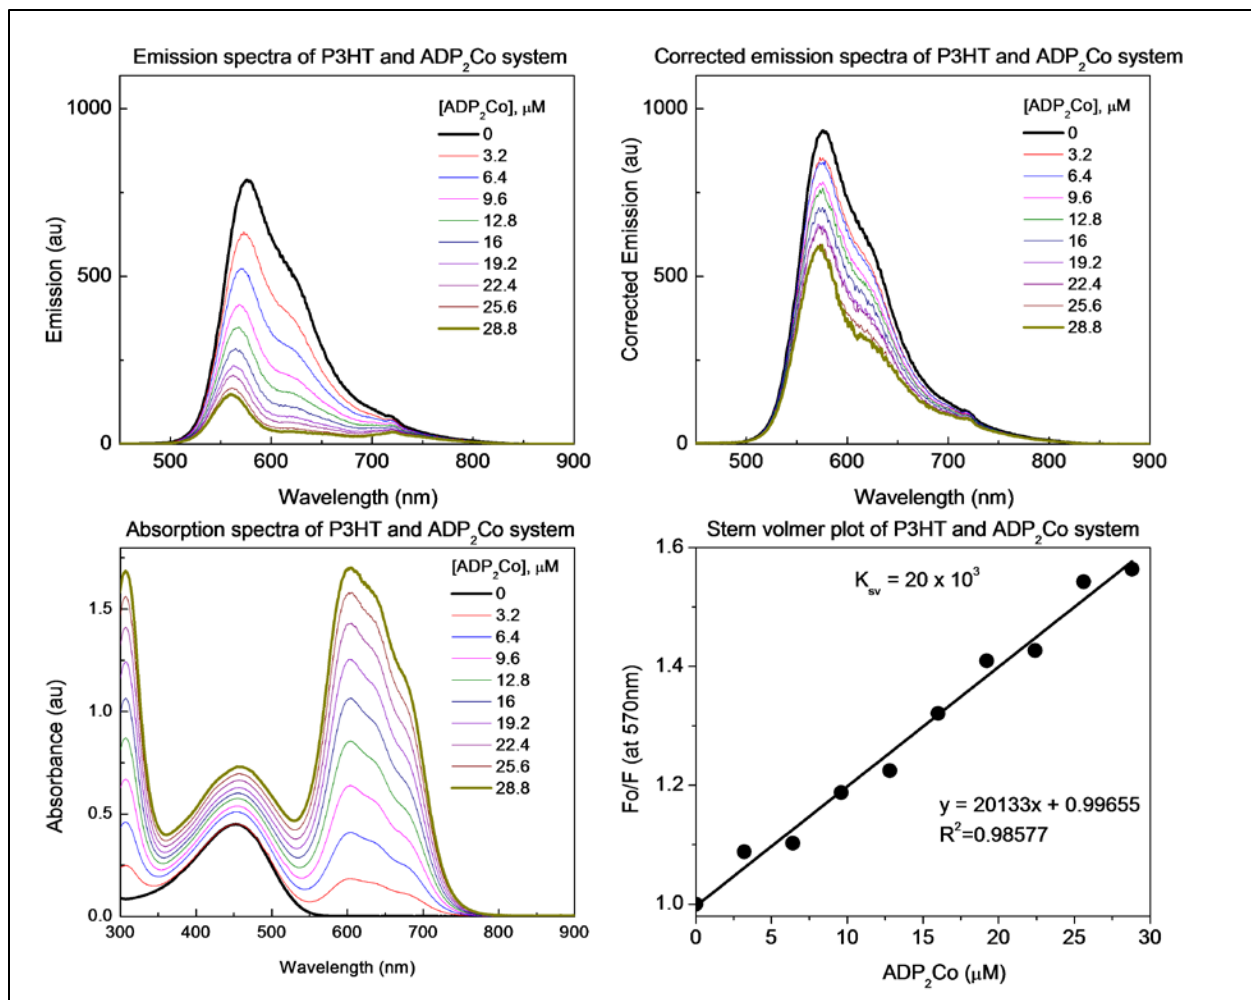 Emission spectra of P3HT and ADP₂Co system
Emission (au)
1000
500
0
[ADP₂Co], μM
0
3.2
6.4
9.6
12.8
16
19.2
22.4
25.6
28.8
500 600 700 800 900
Wavelength (nm)
Corrected emission spectra of P3HT and ADP₂Co system
Corrected Emission (au)
1000
500
0
[ADP₂Co], μM
0
3.2
6.4
9.6
12.8
16
19.2
22.4
25.6
28.8
500 600 700 800 900
Wavelength (nm)
Absorption spectra of P3HT and ADP₂Co system
Absorbance (au)
1.5
1.0
0.5
0.0
[ADP₂Co], μM
0
3.2
6.4
9.6
12.8
16
19.2
22.4
25.6
28.8
300 400 500 600 700 800 900
Wavelength (nm)
Stern volmer plot of P3HT and ADP₂Co system
Fo/F (at 570nm)
1.6
1.4
1.2
1.0
Kₛᵥ = 20 x 10³
y = 20133x + 0.99655
R²=0.98577
0 5 10 15 20 25 30
ADP₂Co (μM)